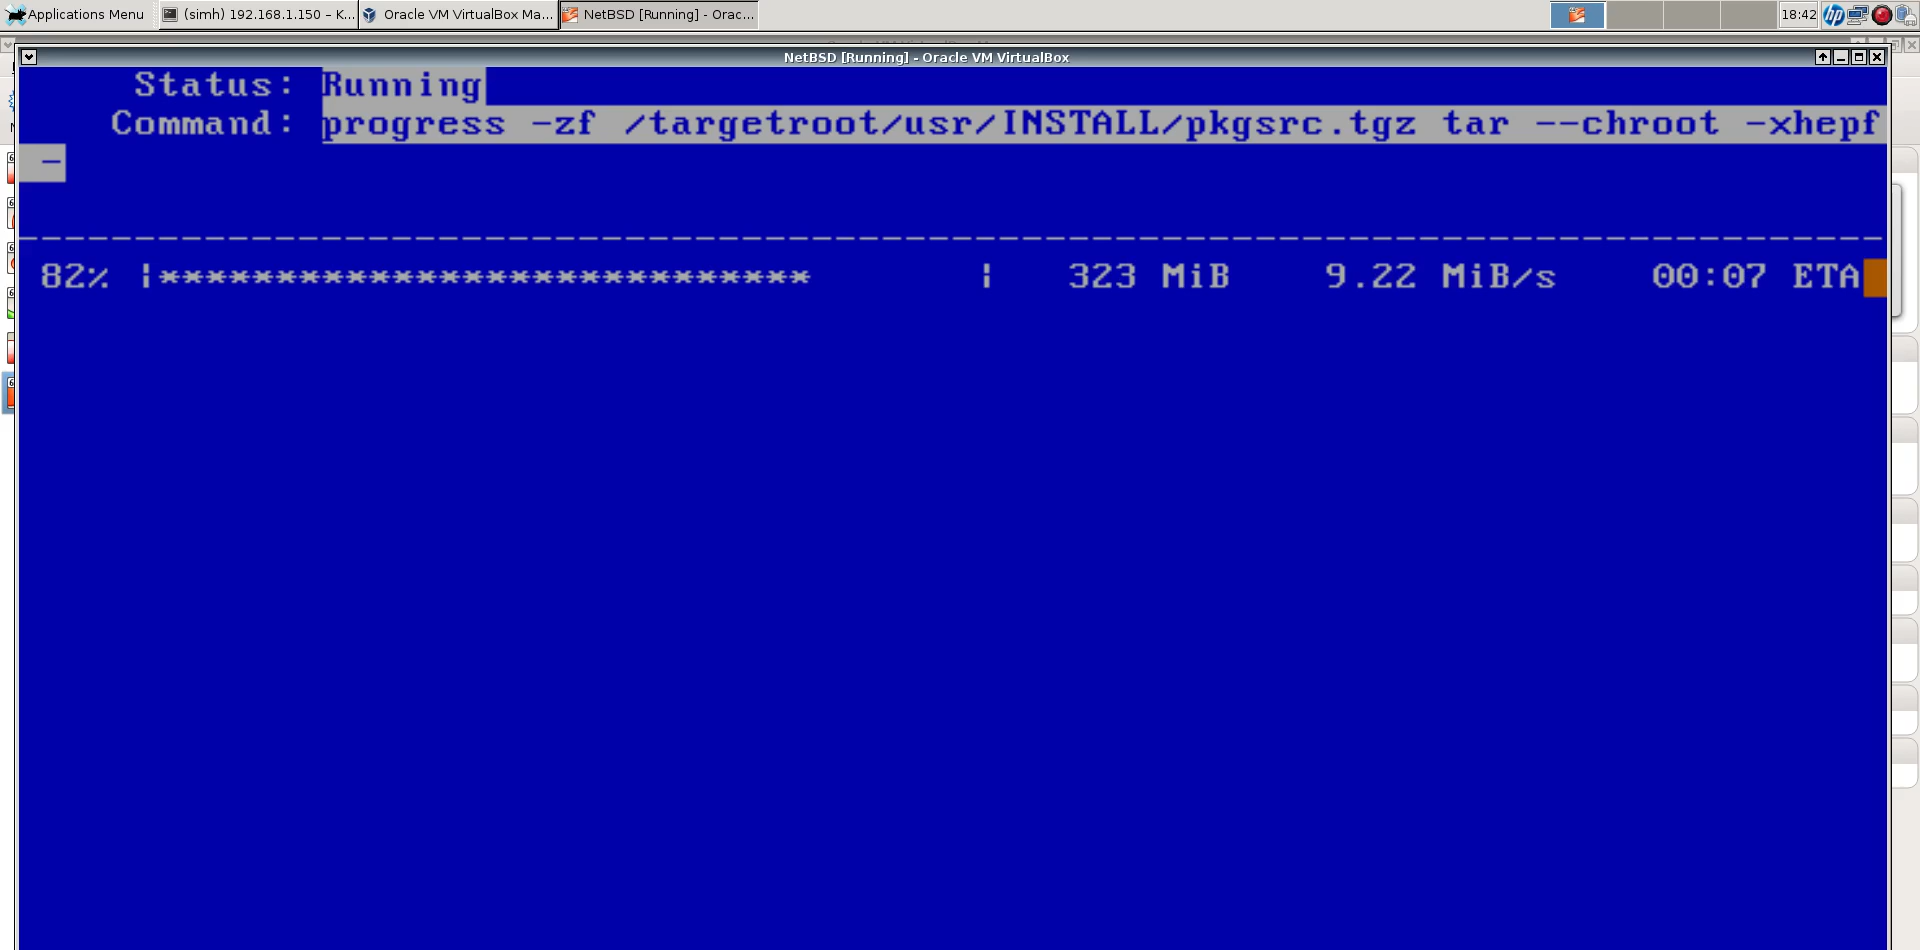 Applications Menu (simh) 192.168.1.150 – K... Oracle VM VirtualBox Ma... NetBSD [Running] - Orac... 18:42
NetBSD [Running] - Oracle VM VirtualBox
Status: Running
Command: progress -zf /targetroot/usr/INSTALL/pkgsrc.tgz tar --chroot -xhepf
-
--------------------------------------------------------------------------------
82% |**************************** | 323 MiB 9.22 MiB/s 00:07 ETA